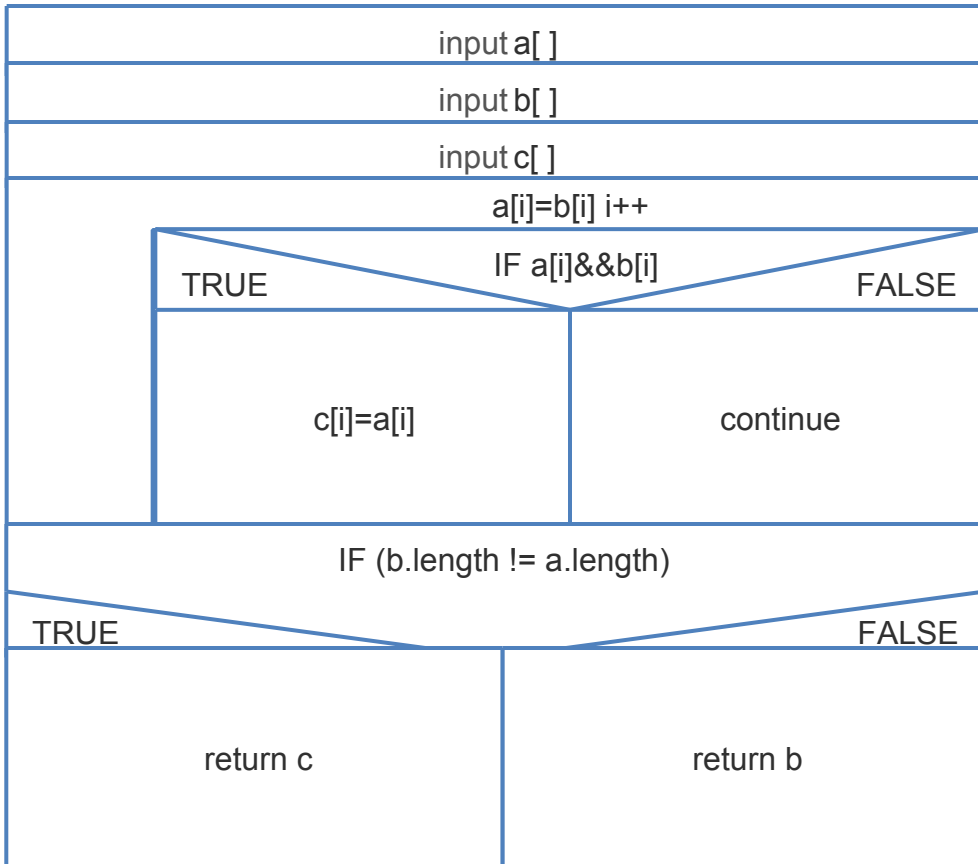 input a[ ]
input b[ ]
input c[ ]
a[i]=b[i] i++
IF a[i]&&b[i]
TRUE
FALSE
c[i]=a[i]
continue
IF (b.length != a.length)
TRUE
FALSE
return c
return b